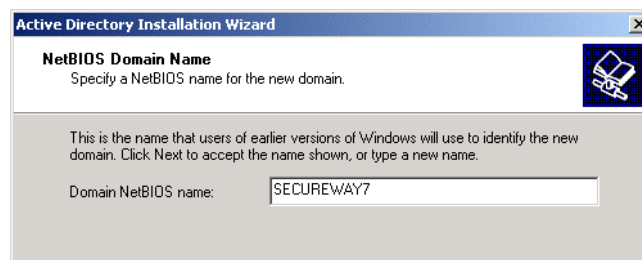 Active Directory Installation Wizard
NetBIOS Domain Name
Specify a NetBIOS name for the new domain.
This is the name that users of earlier versions of Windows will use to identify the new
domain. Click Next to accept the name shown, or type a new name.
Domain NetBIOS name:
SECUREWAY7